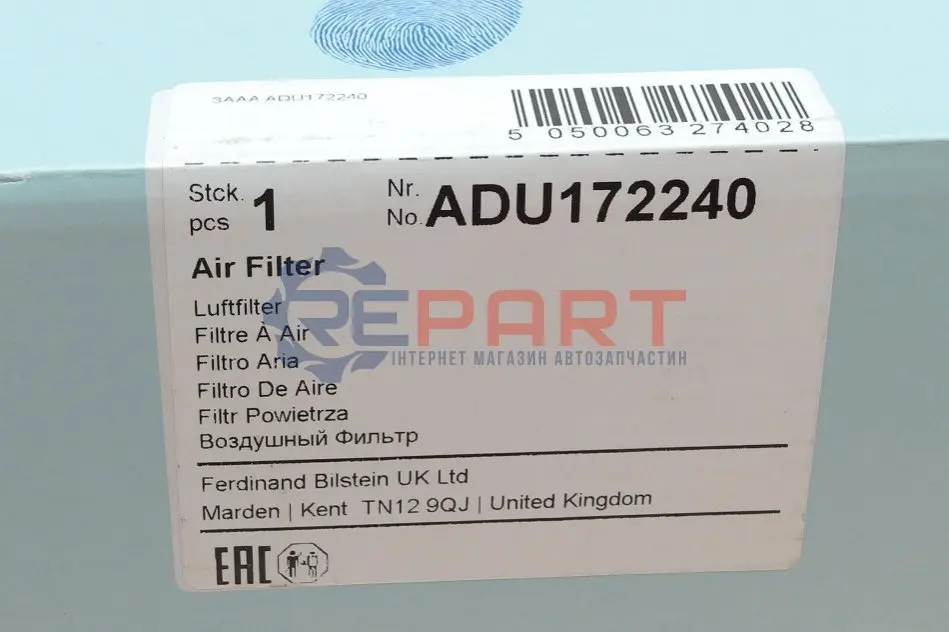 3AAA ADU172240
5 050063 274028
Stck. pcs 1 Nr. No. ADU172240
Air Filter
Luftfilter
Filtre À Air
Filtro Aria
Filtro De Aire
Filtr Powietrza
Воздушный Фильтр
REPART
ІНТЕРНЕТ МАГАЗИН АВТОЗАПЧАСТИН
Ferdinand Bilstein UK Ltd
Marden | Kent TN12 9QJ | United Kingdom
EAC